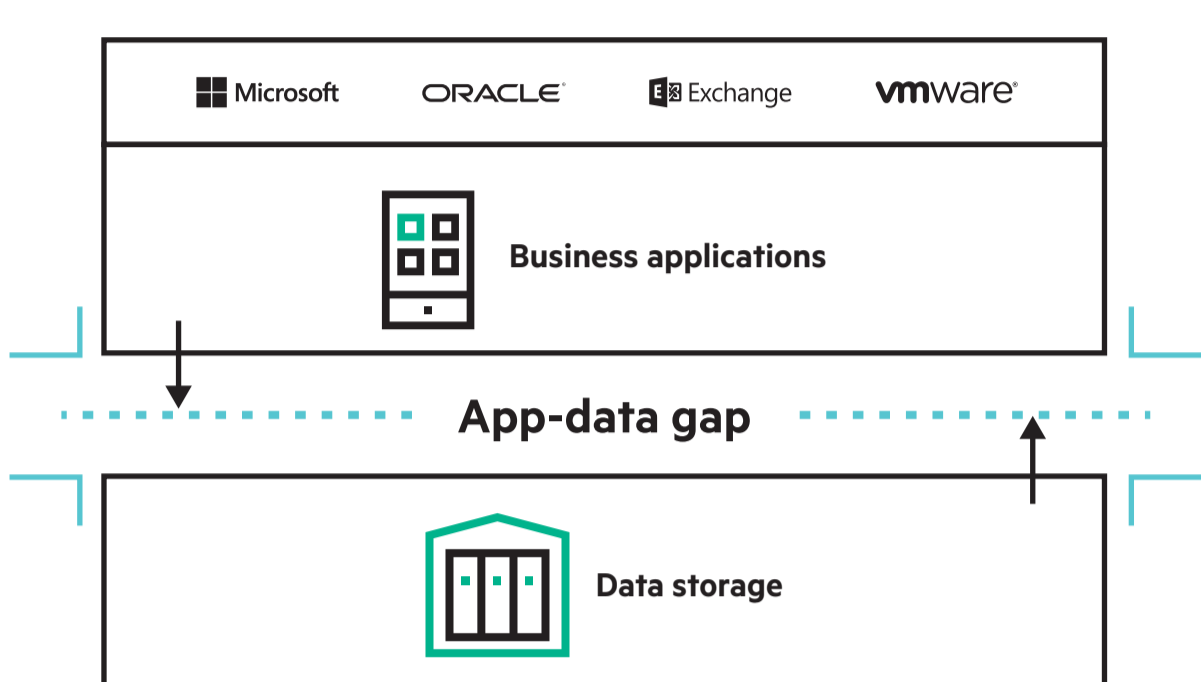 Microsoft ORACLE® Exchange vmware®
Business applications
App-data gap
Data storage